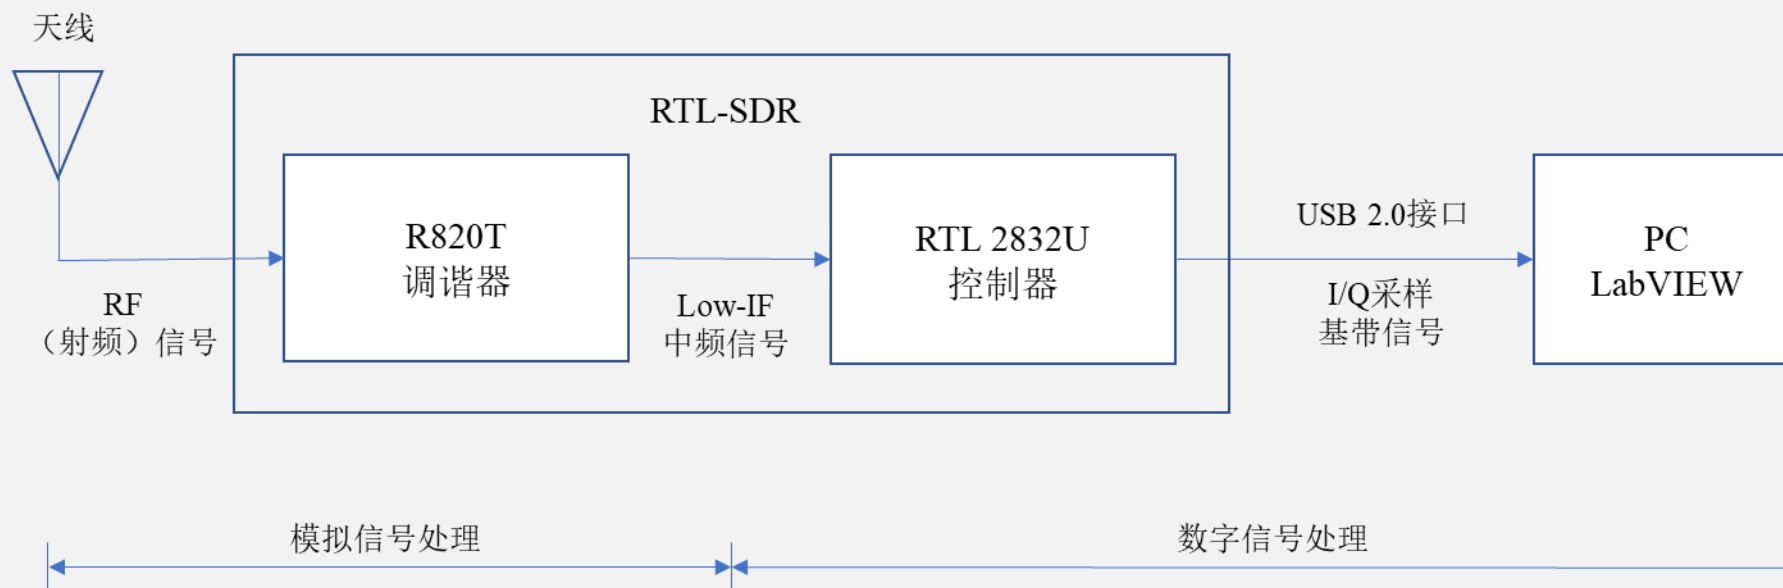 天线
RTL-SDR
R820T
调谐器
RTL 2832U
控制器
USB 2.0接口
PC
LabVIEW
RF
（射频）信号
Low-IF
中频信号
I/Q采样
基带信号
模拟信号处理
数字信号处理